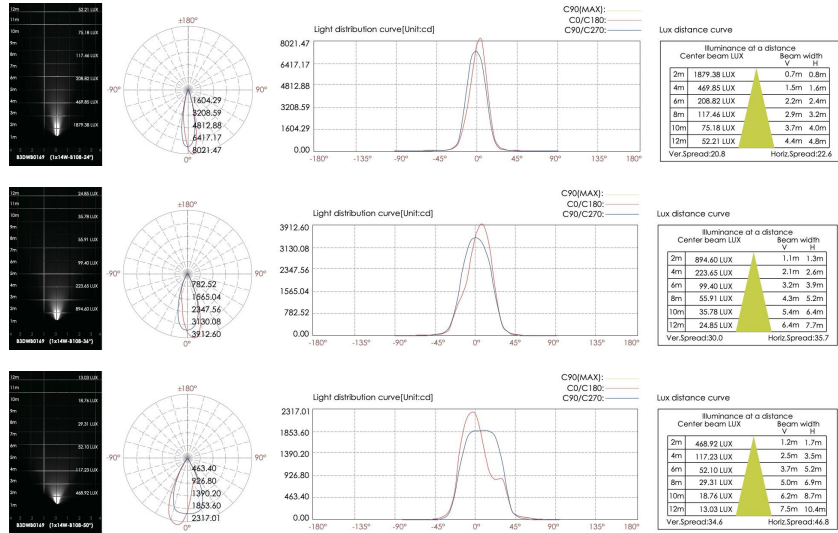 12m 52.21 LUX
11m
10m 75.18 LUX
9m
8m 117.46 LUX
7m
6m 208.82 LUX
5m
4m 469.85 LUX
3m
2m 1879.38 LUX
1m
B3DWB0169 (1x14W-B108-24°)
±180°
-90° 90°
1604.29
3208.59
4812.88
6417.17
8021.47
0°
Light distribution curve[Unit:cd]
C90(MAX):
C0/C180:
C90/C270:
8021.47
6417.17
4812.88
3208.59
1604.29
0.00
-180° -135° -90° -45° 0° 45° 90° 135° 180°
Lux distance curve
Illuminance at a distance
Center beam LUX Beam width
V H
2m 1879.38 LUX 0.7m 0.8m
4m 469.85 LUX 1.5m 1.6m
6m 208.82 LUX 2.2m 2.4m
8m 117.46 LUX 2.9m 3.2m
10m 75.18 LUX 3.7m 4.0m
12m 52.21 LUX 4.4m 4.8m
Ver.Spread:20.8 Horiz.Spread:22.6
12m 24.85 LUX
11m
10m 35.78 LUX
9m
8m 55.91 LUX
7m
6m 99.40 LUX
5m
4m 223.65 LUX
3m
2m 894.60 LUX
1m
B3DWB0169 (1x14W-B108-36°)
±180°
-90° 90°
782.52
1565.04
2347.56
3130.08
3912.60
0°
Light distribution curve[Unit:cd]
C90(MAX):
C0/C180:
C90/C270:
3912.60
3130.08
2347.56
1565.04
782.52
0.00
-180° -135° -90° -45° 0° 45° 90° 135° 180°
Lux distance curve
Illuminance at a distance
Center beam LUX Beam width
V H
2m 894.60 LUX 1.1m 1.3m
4m 223.65 LUX 2.1m 2.6m
6m 99.40 LUX 3.2m 3.9m
8m 55.91 LUX 4.3m 5.2m
10m 35.78 LUX 5.4m 6.4m
12m 24.85 LUX 6.4m 7.7m
Ver.Spread:30.0 Horiz.Spread:35.7
12m 13.03 LUX
11m
10m 18.76 LUX
9m
8m 29.31 LUX
7m
6m 52.10 LUX
5m
4m 117.23 LUX
3m
2m 468.92 LUX
1m
B3DWB0169 (1x14W-B108-50°)
±180°
-90° 90°
463.40
926.80
1390.20
1853.60
2317.01
0°
Light distribution curve[Unit:cd]
C90(MAX):
C0/C180:
C90/C270:
2317.01
1853.60
1390.20
926.80
463.40
0.00
-180° -135° -90° -45° 0° 45° 90° 135° 180°
Lux distance curve
Illuminance at a distance
Center beam LUX Beam width
V H
2m 468.92 LUX 1.2m 1.7m
4m 117.23 LUX 2.5m 3.5m
6m 52.10 LUX 3.7m 5.2m
8m 29.31 LUX 5.0m 6.9m
10m 18.76 LUX 6.2m 8.7m
12m 13.03 LUX 7.5m 10.4m
Ver.Spread:34.6 Horiz.Spread:46.8